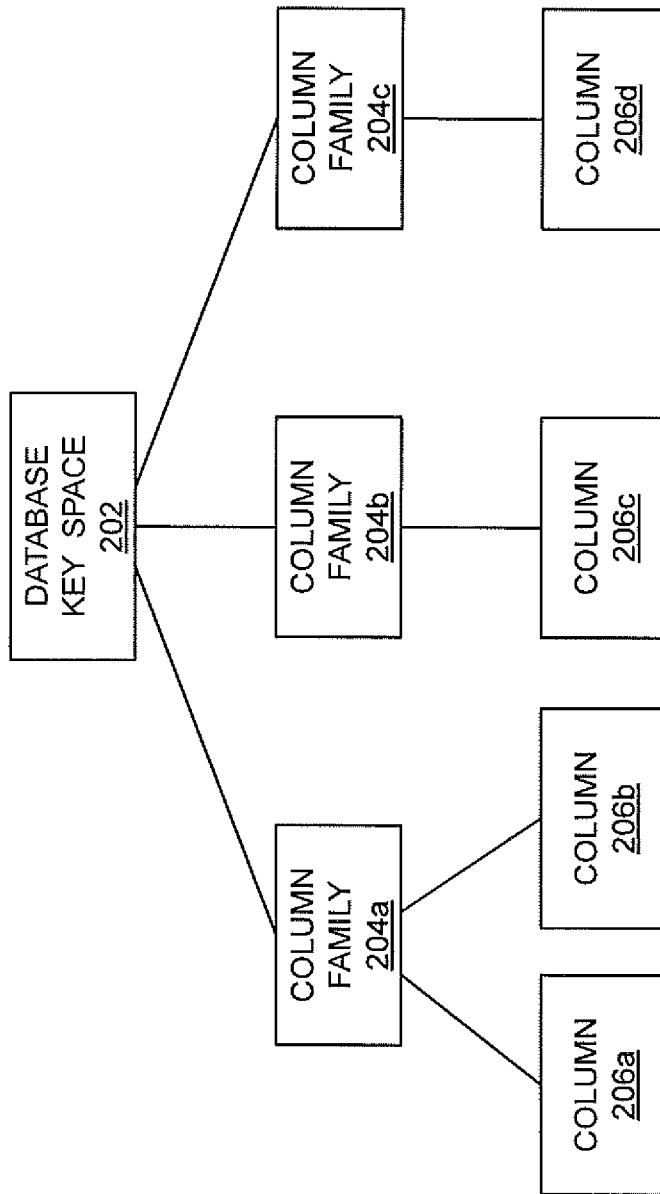 DATABASE
KEY SPACE
202
COLUMN
FAMILY
204a
COLUMN
FAMILY
204b
COLUMN
FAMILY
204c
COLUMN
206a
COLUMN
206b
COLUMN
206c
COLUMN
206d